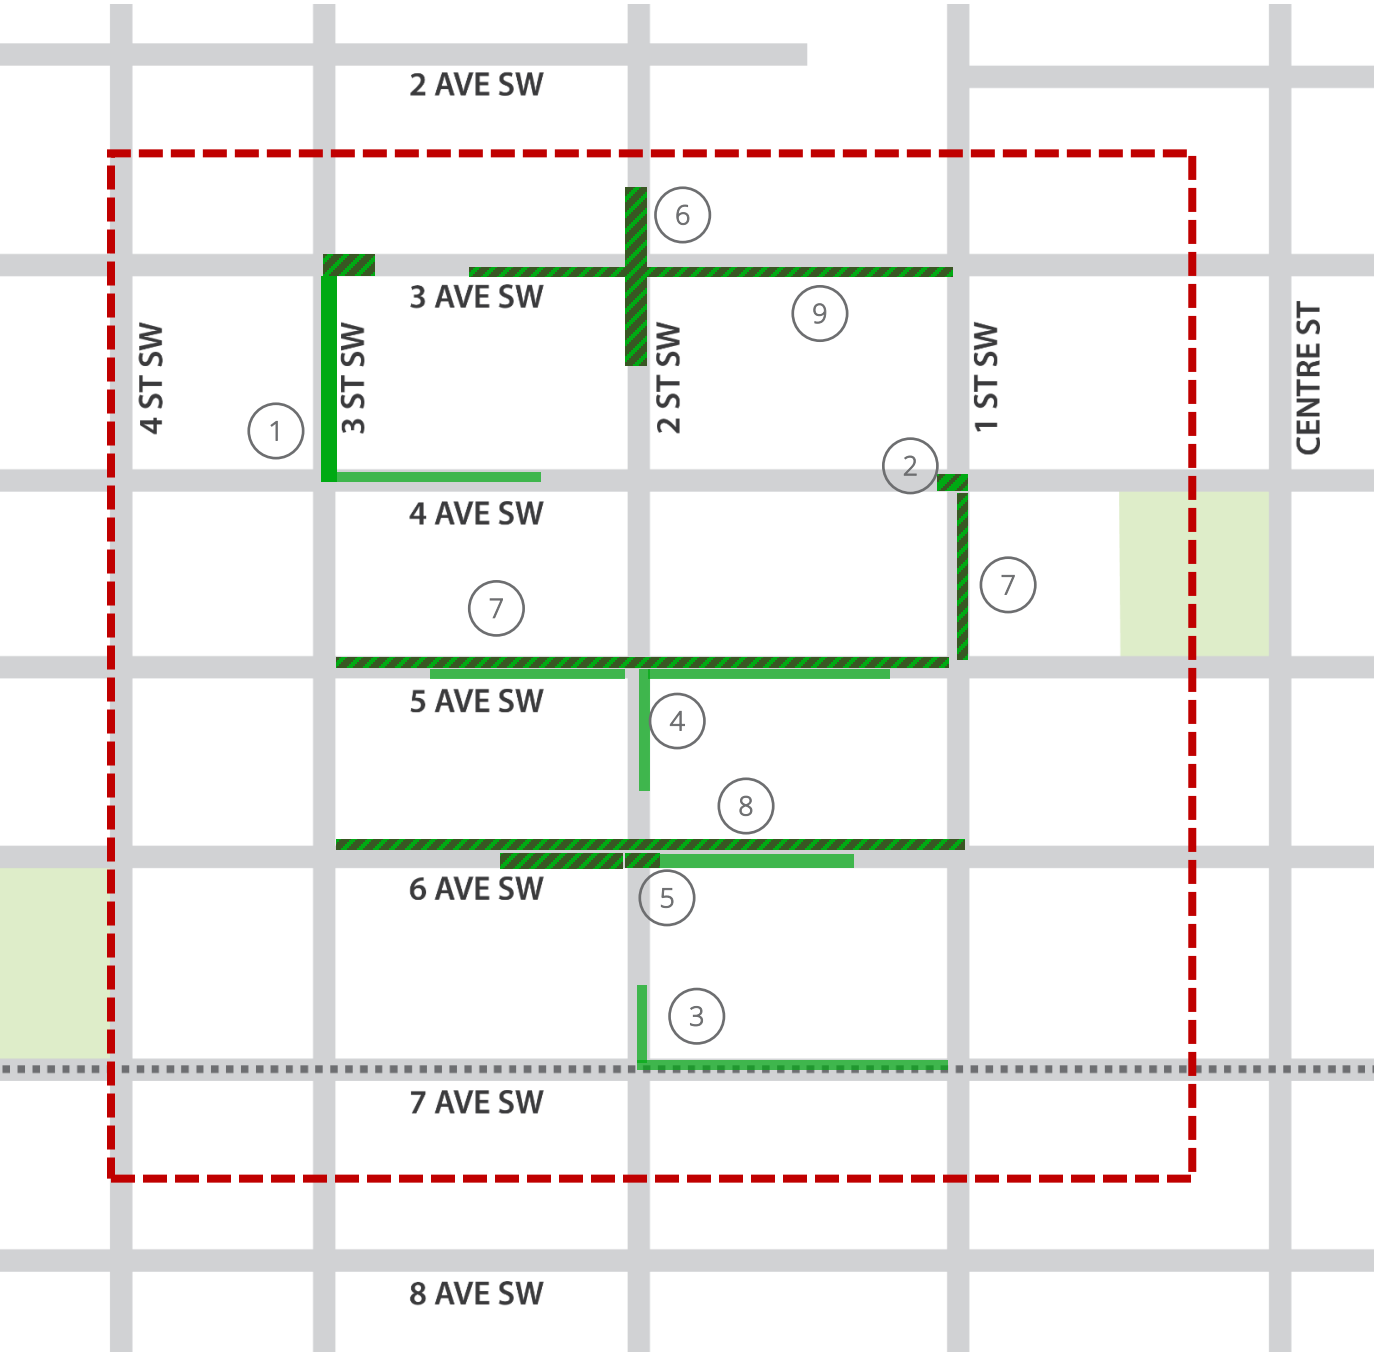 2 AVE SW
6
3 AVE SW
9
4 ST SW
3 ST SW
2 ST SW
1 ST SW
CENTRE ST
1
2
4 AVE SW
7
7
5 AVE SW
4
8
6 AVE SW
5
3
7 AVE SW
8 AVE SW